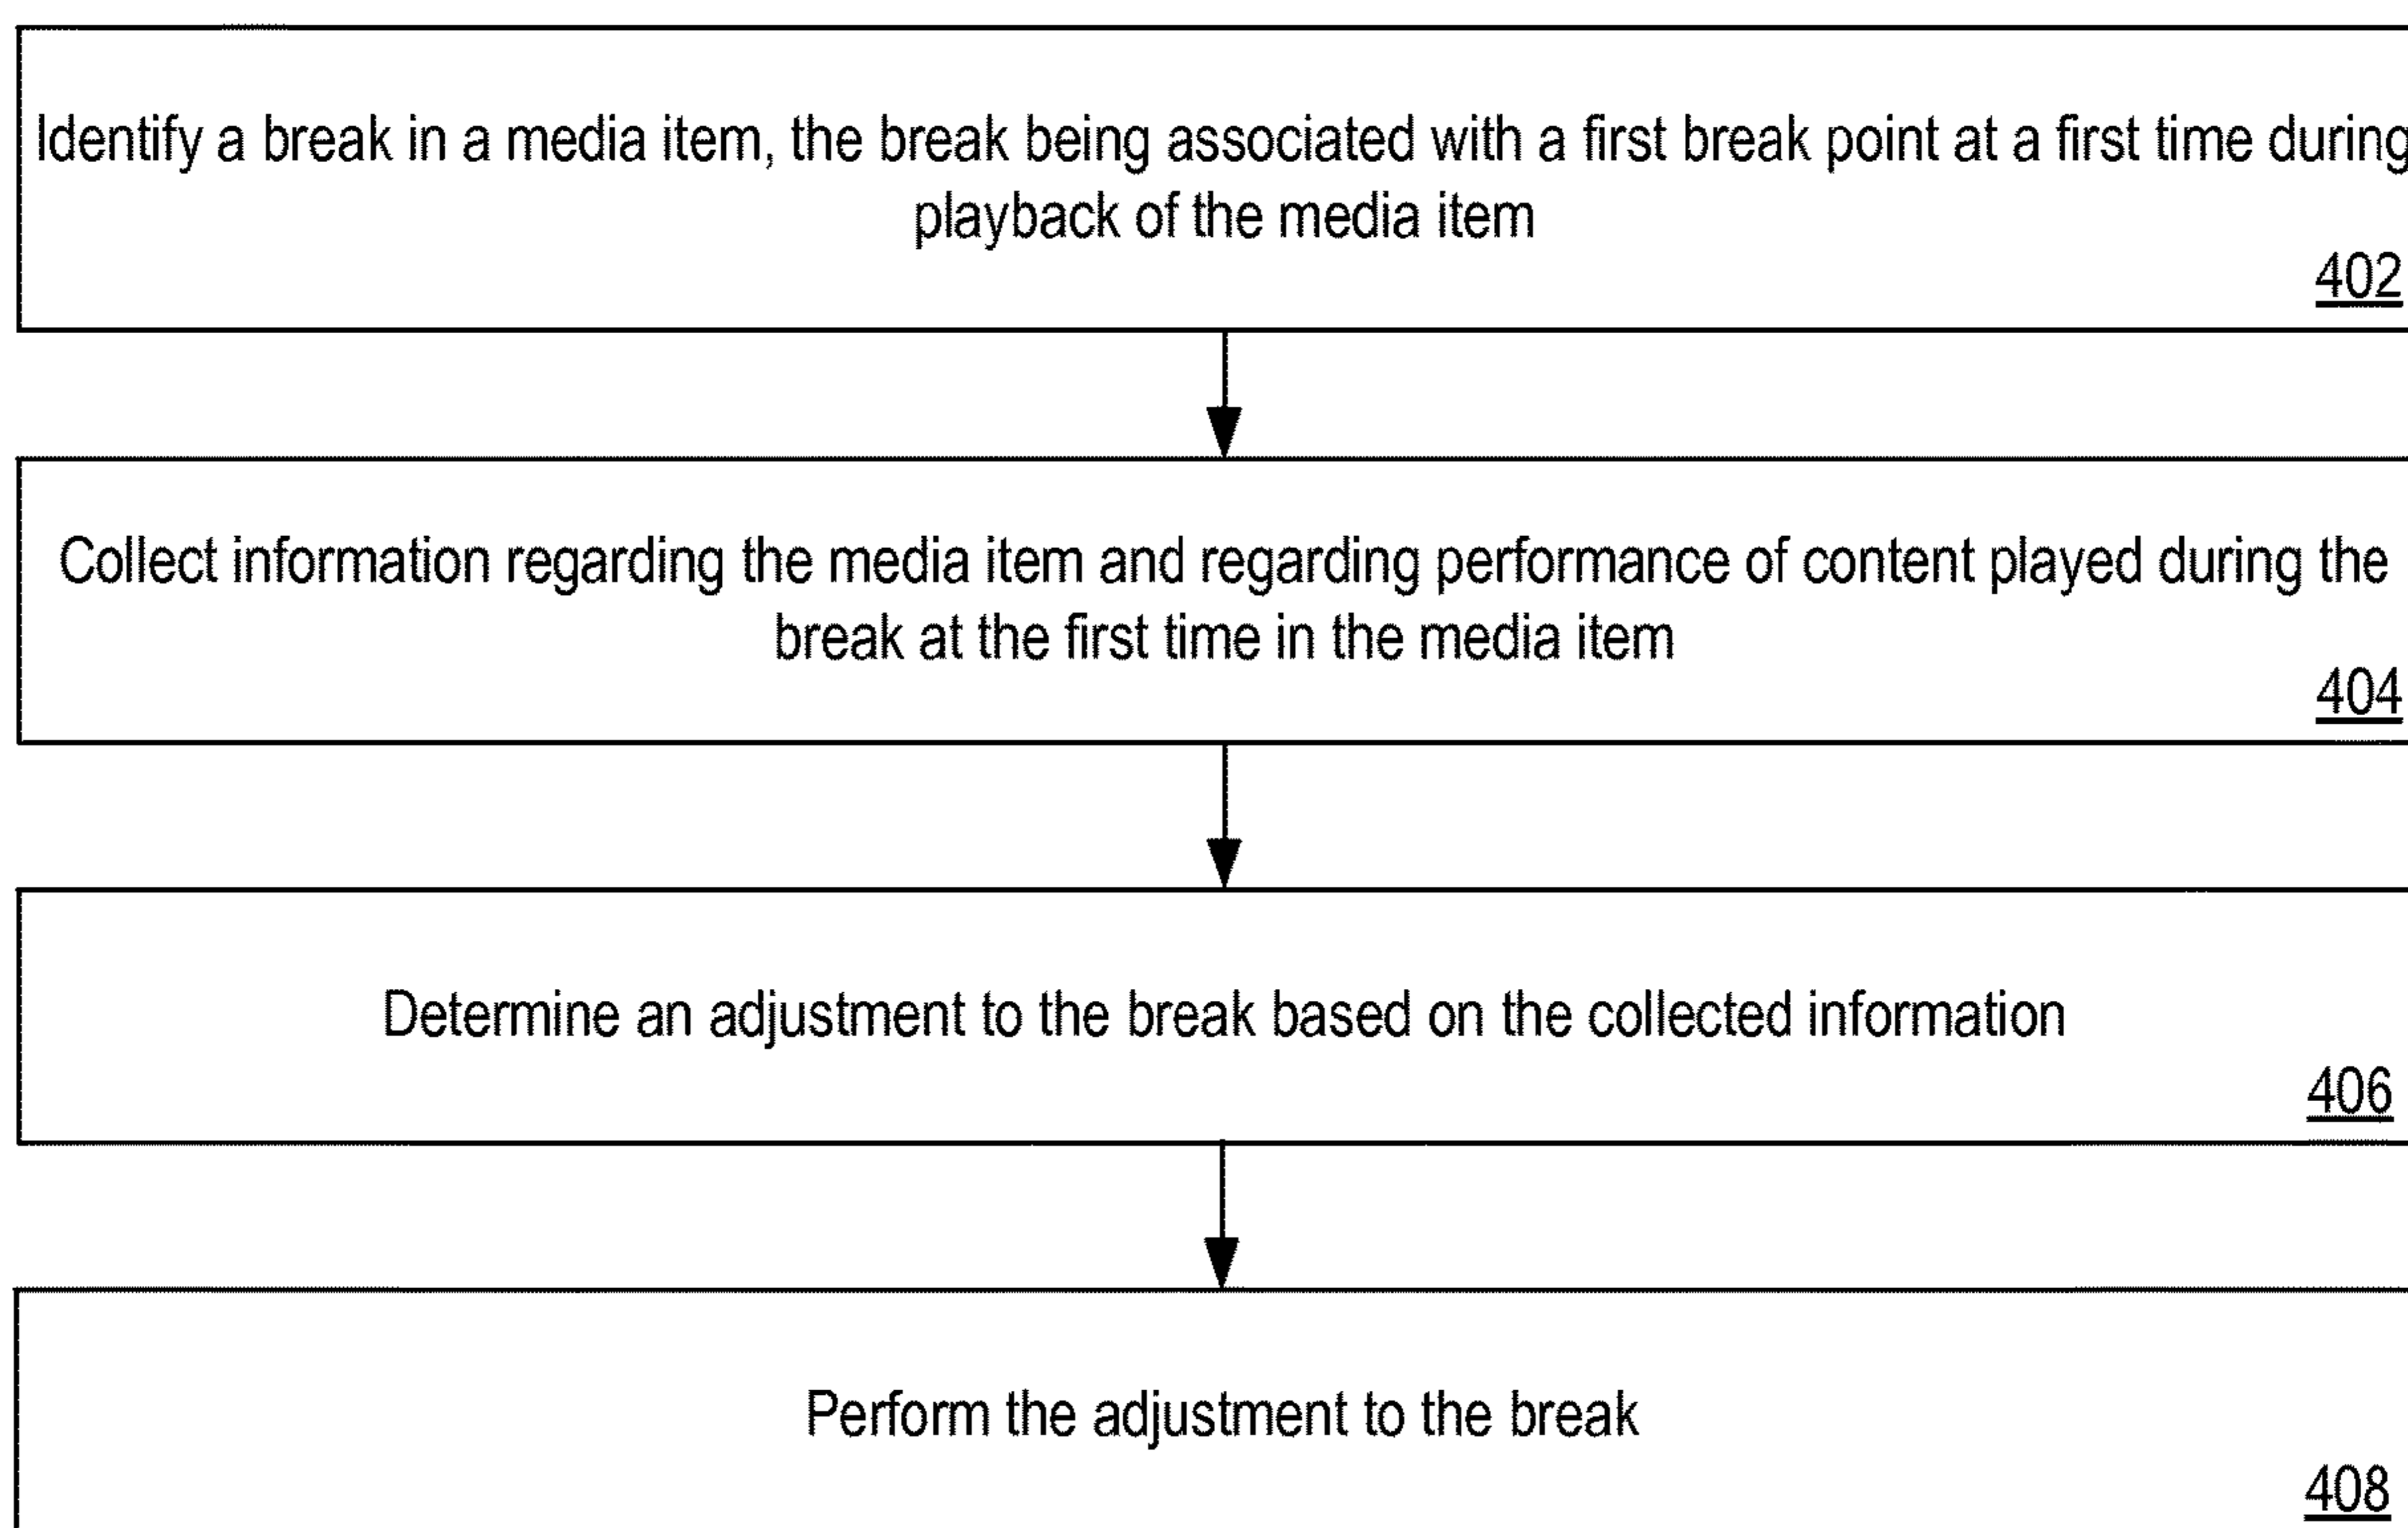 Identify a break in a media item, the break being associated with a first break point at a first time during
playback of the media item
402
Collect information regarding the media item and regarding performance of content played during the
break at the first time in the media item
404
Determine an adjustment to the break based on the collected information
406
Perform the adjustment to the break
408